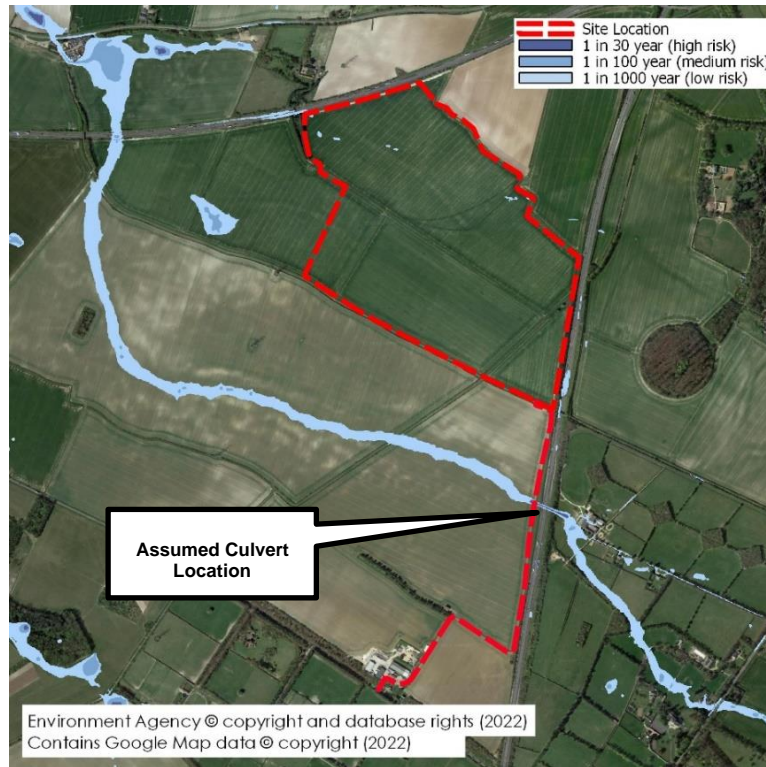 Site Location
1 in 30 year (high risk)
1 in 100 year (medium risk)
1 in 1000 year (low risk)
Assumed Culvert
Location
Environment Agency © copyright and database rights (2022)
Contains Google Map data © copyright (2022)